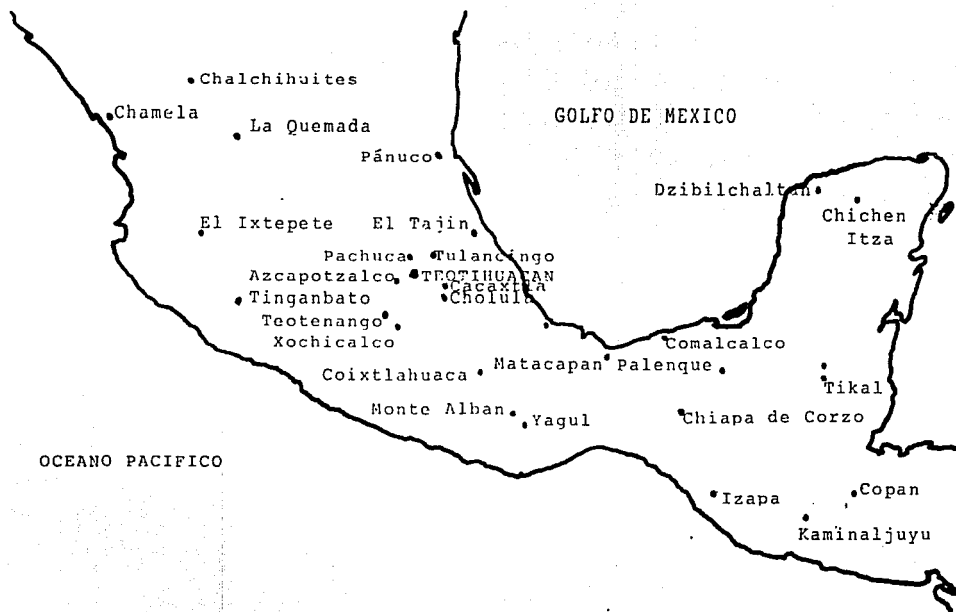 Chalchihuites
Chamela
GOLFO DE MEXICO
La Quemada
Pánuco
Dzibilchaltun
Chichen
Itza
El Ixtepete
El Tajin
Pachuca
Tulancingo
Azcapotzalco
TEOTIHUACAN
Cacaxtla
Tinganbato
Cholula
Teotenango
Xochicalco
Comalcalco
Matacapan
Palenque
Coixtlahuaca
Tikal
Monte Alban
Yagul
Chiapa de Corzo
OCEANO PACIFICO
Izapa
Copan
Kaminaljuyu